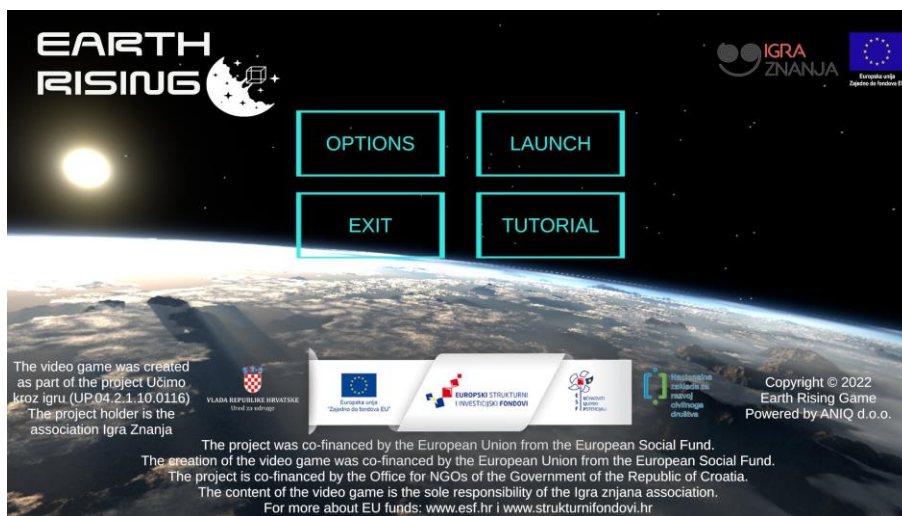 EARTH
RISING
IGRA
ZNANJA
Europska unija
Zajedno do fondova EU
OPTIONS
LAUNCH
EXIT
TUTORIAL
The video game was created
as part of the project Učimo
kroz igru (UP.04.2.1.10.0116)
The project holder is the
association Igra Znanja
VLADA REPUBLIKE HRVATSKE
Ured za udruge
Europska unija
"Zajedno do fondova EU"
EUROPSKI STRUKTURNI
I INVESTICIJSKI FONDOVI
Nacionalna
zaklada za
razvoj
civilnoga
društva
Copyright © 2022
Earth Rising Game
Powered by ANIQ d.o.o.
The project was co-financed by the European Union from the European Social Fund.
The creation of the video game was co-financed by the European Union from the European Social Fund.
The project is co-financed by the Office for NGOs of the Government of the Republic of Croatia.
The content of the video game is the sole responsibility of the Igra znjana association.
For more about EU funds: www.esf.hr i www.strukturnifondovi.hr